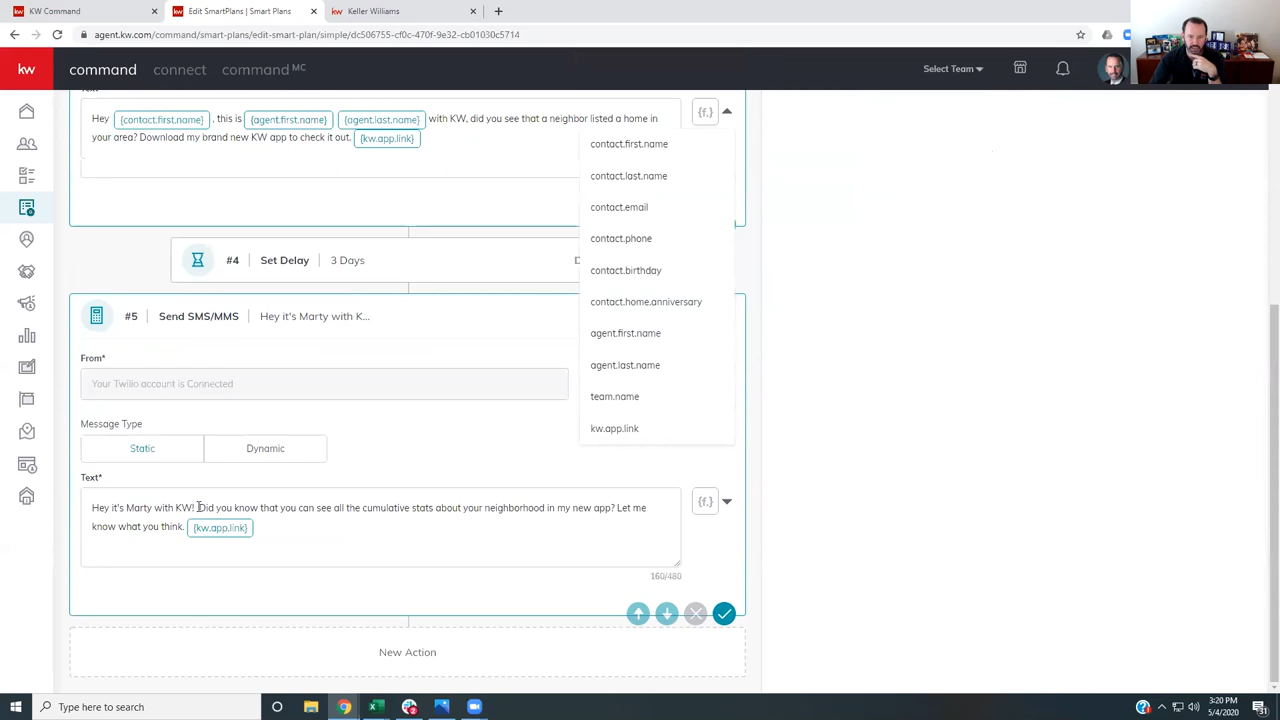 KW Command
Edit SmartPlans | Smart Plans
Keller Williams
agent.kw.com/command/smart-plans/edit-smart-plan/simple/dc506755-cf0c-470f-9e32-cb01030c5714
kw
command
connect
command MC
Select Team
Hey {contact.first.name} , this is {agent.first.name} {agent.last.name} with KW, did you see that a neighbor listed a home in
your area? Download my brand new KW app to check it out. {kw.app.link}
{f.}
contact.first.name
contact.last.name
contact.email
contact.phone
contact.birthday
contact.home.anniversary
agent.first.name
agent.last.name
team.name
kw.app.link
#4 Set Delay 3 Days
#5 Send SMS/MMS Hey it's Marty with K...
From*
Your Twilio account is Connected
Message Type
Static
Dynamic
Text*
Hey it's Marty with KW! Did you know that you can see all the cumulative stats about your neighborhood in my new app? Let me
know what you think. {kw.app.link}
{f.}
160/480
New Action
Type here to search
3:20 PM
5/4/2020